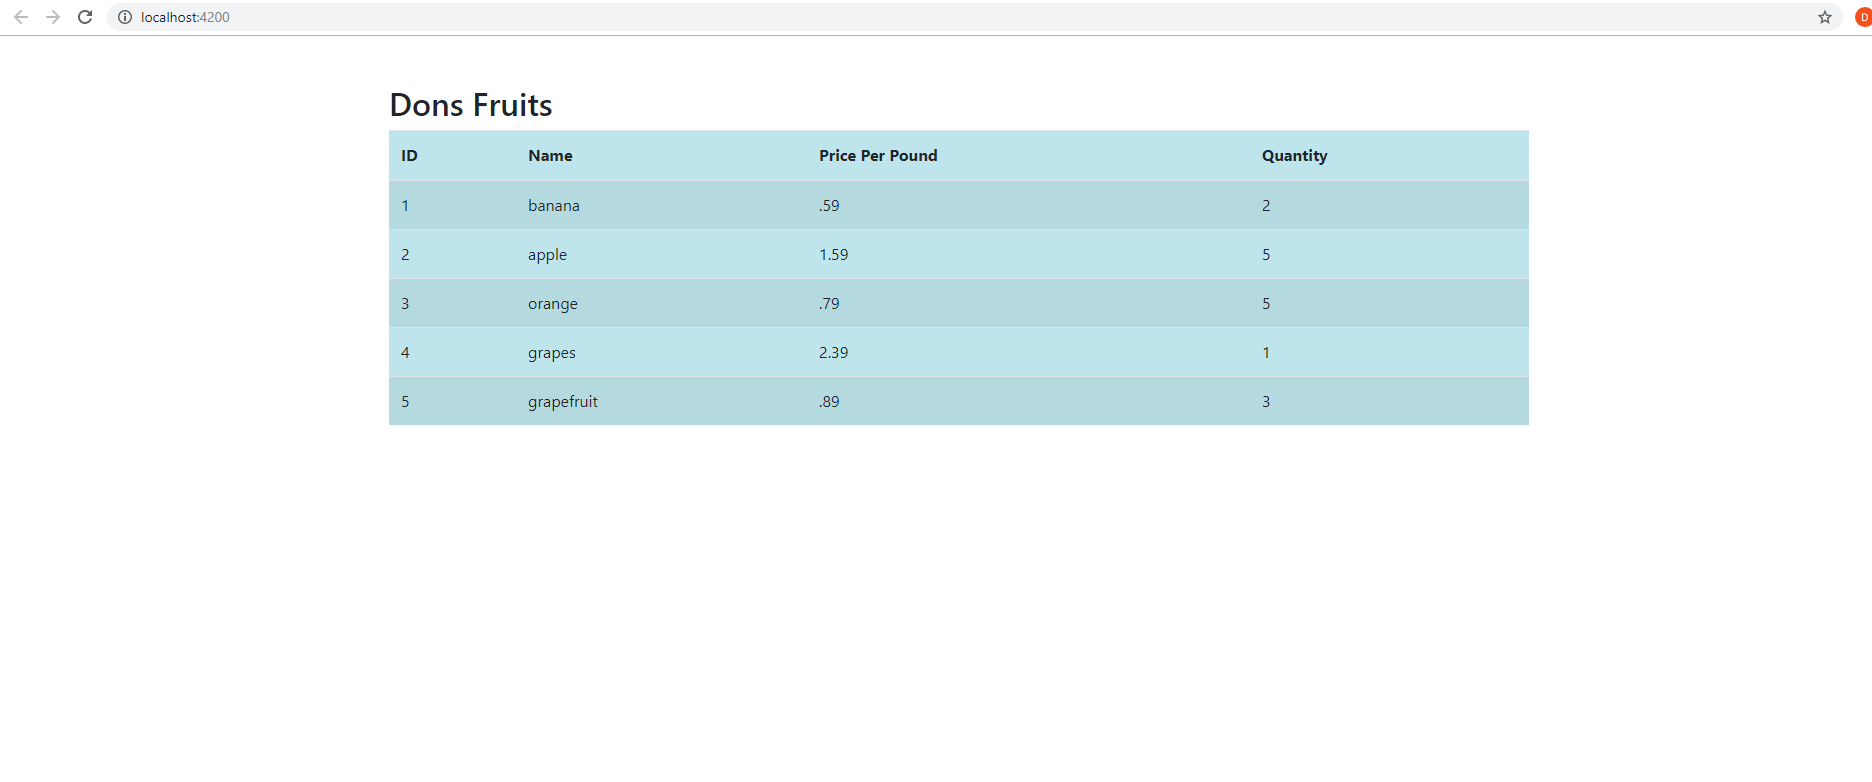 localhost:4200
D
Dons Fruits
ID Name Price Per Pound Quantity
1 banana .59 2
2 apple 1.59 5
3 orange .79 5
4 grapes 2.39 1
5 grapefruit .89 3